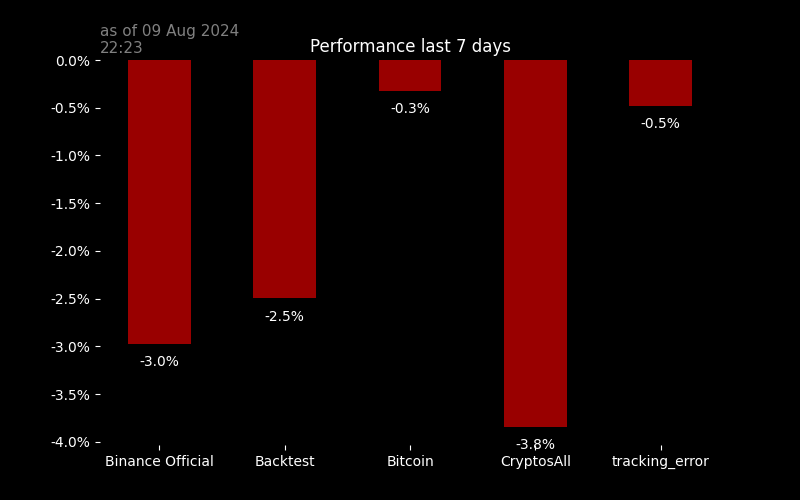 as of 09 Aug 2024
22:23
Performance last 7 days
0.0%
-0.5%
-1.0%
-1.5%
-2.0%
-2.5%
-3.0%
-3.5%
-4.0%
-3.0%
-2.5%
-0.3%
-3.8%
-0.5%
Binance Official
Backtest
Bitcoin
CryptosAll
tracking_error